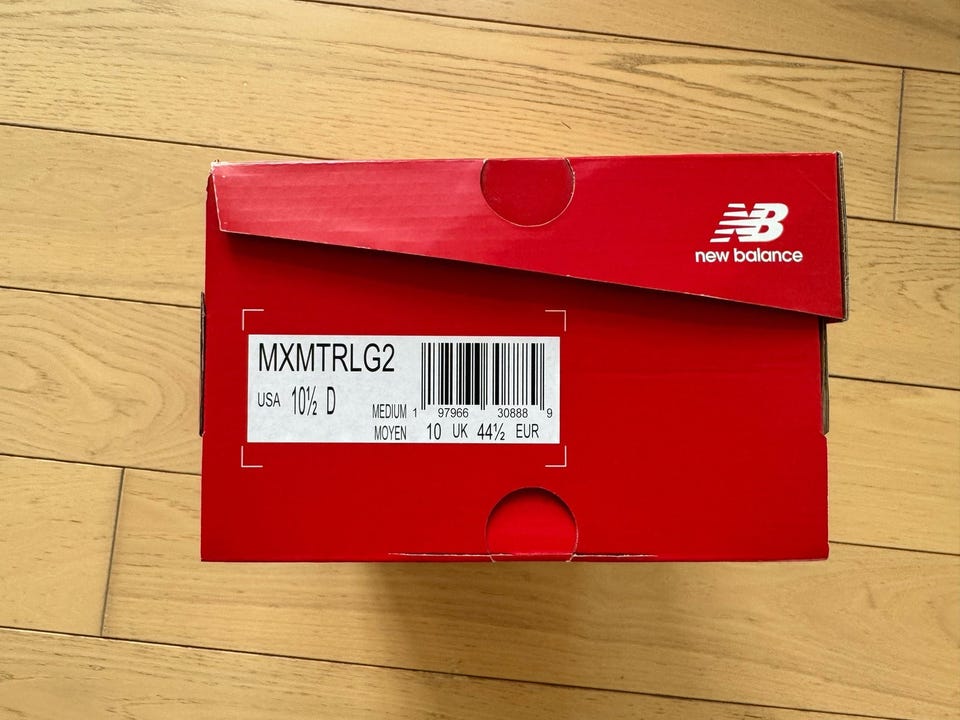 NB
new balance
MXMTRLG2
USA 10½ D
MEDIUM 1 97966 30888 9
MOYEN 10 UK 44½ EUR